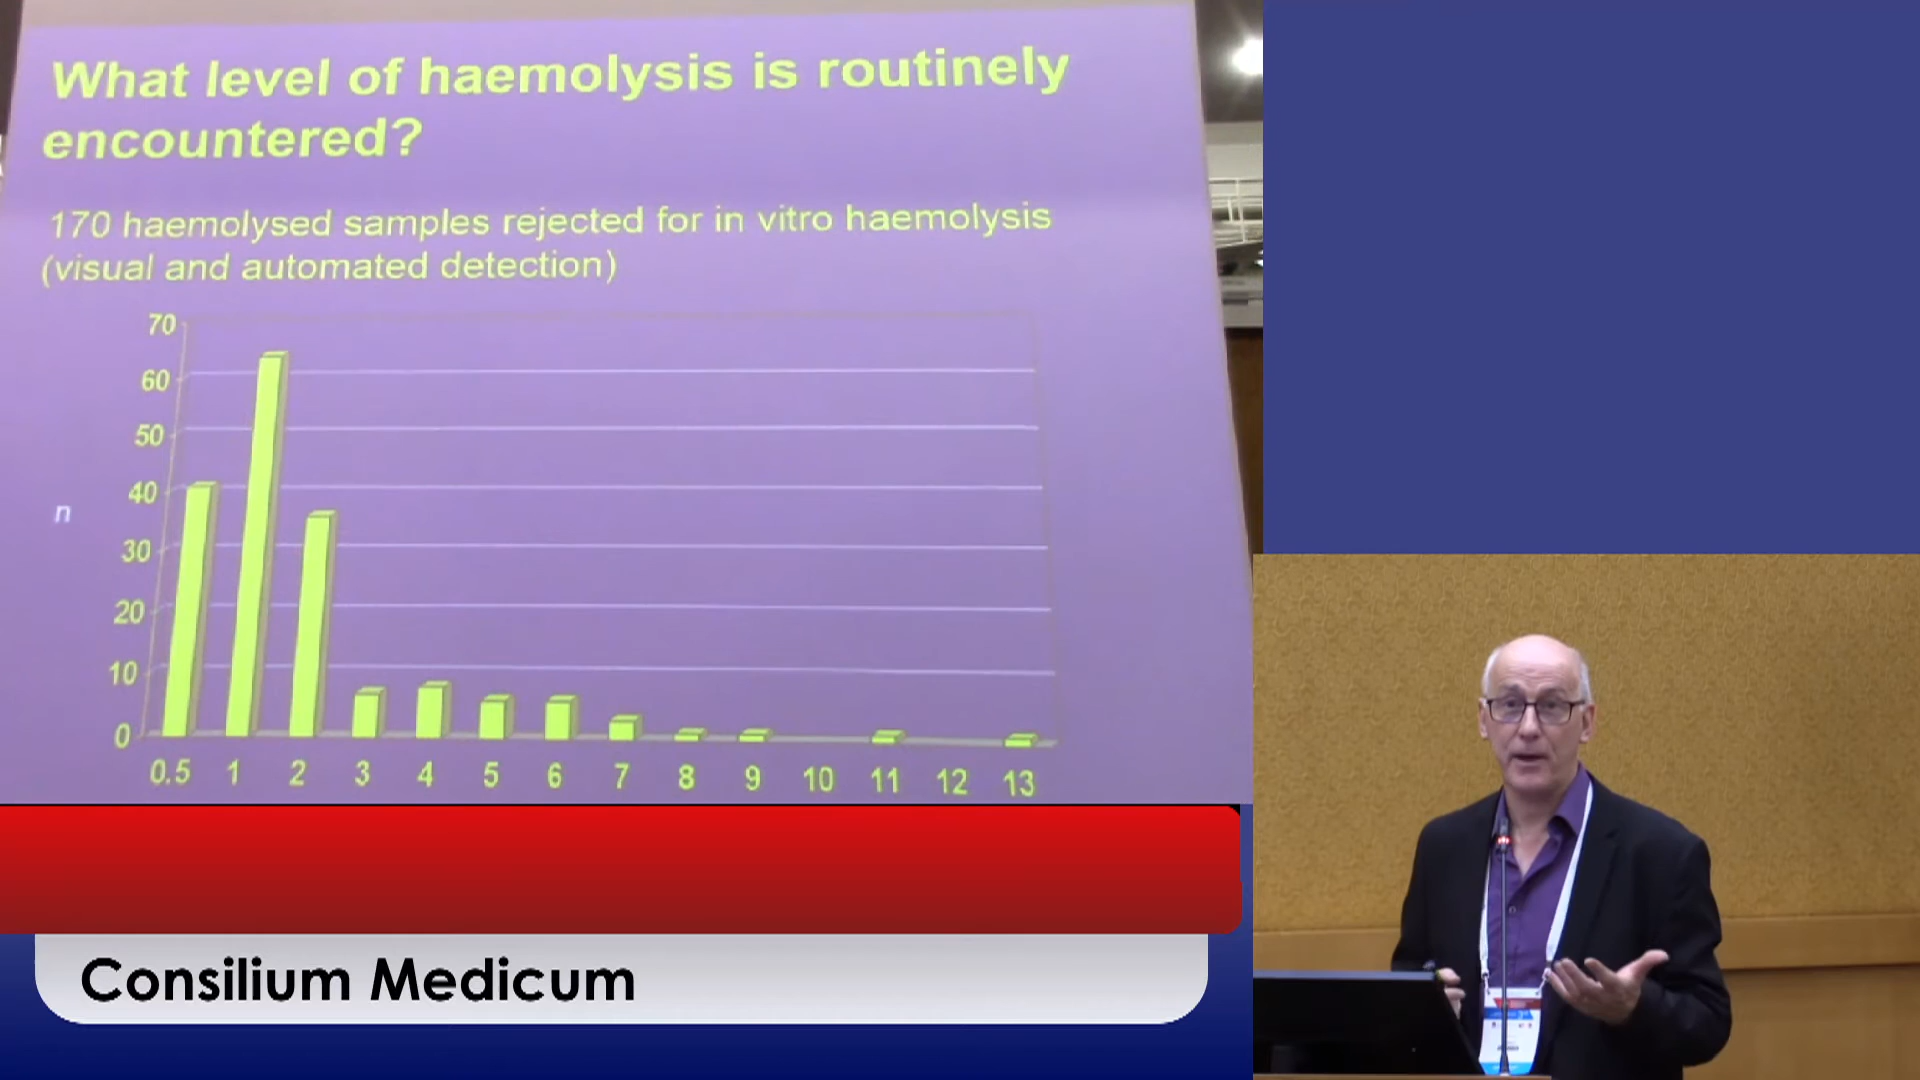 What level of haemolysis is routinely
encountered?
170 haemolysed samples rejected for in vitro haemolysis
(visual and automated detection)
70
60
50
40
n
30
20
10
0
0.5 1 2 3 4 5 6 7 8 9 10 11 12 13
Consilium Medicum